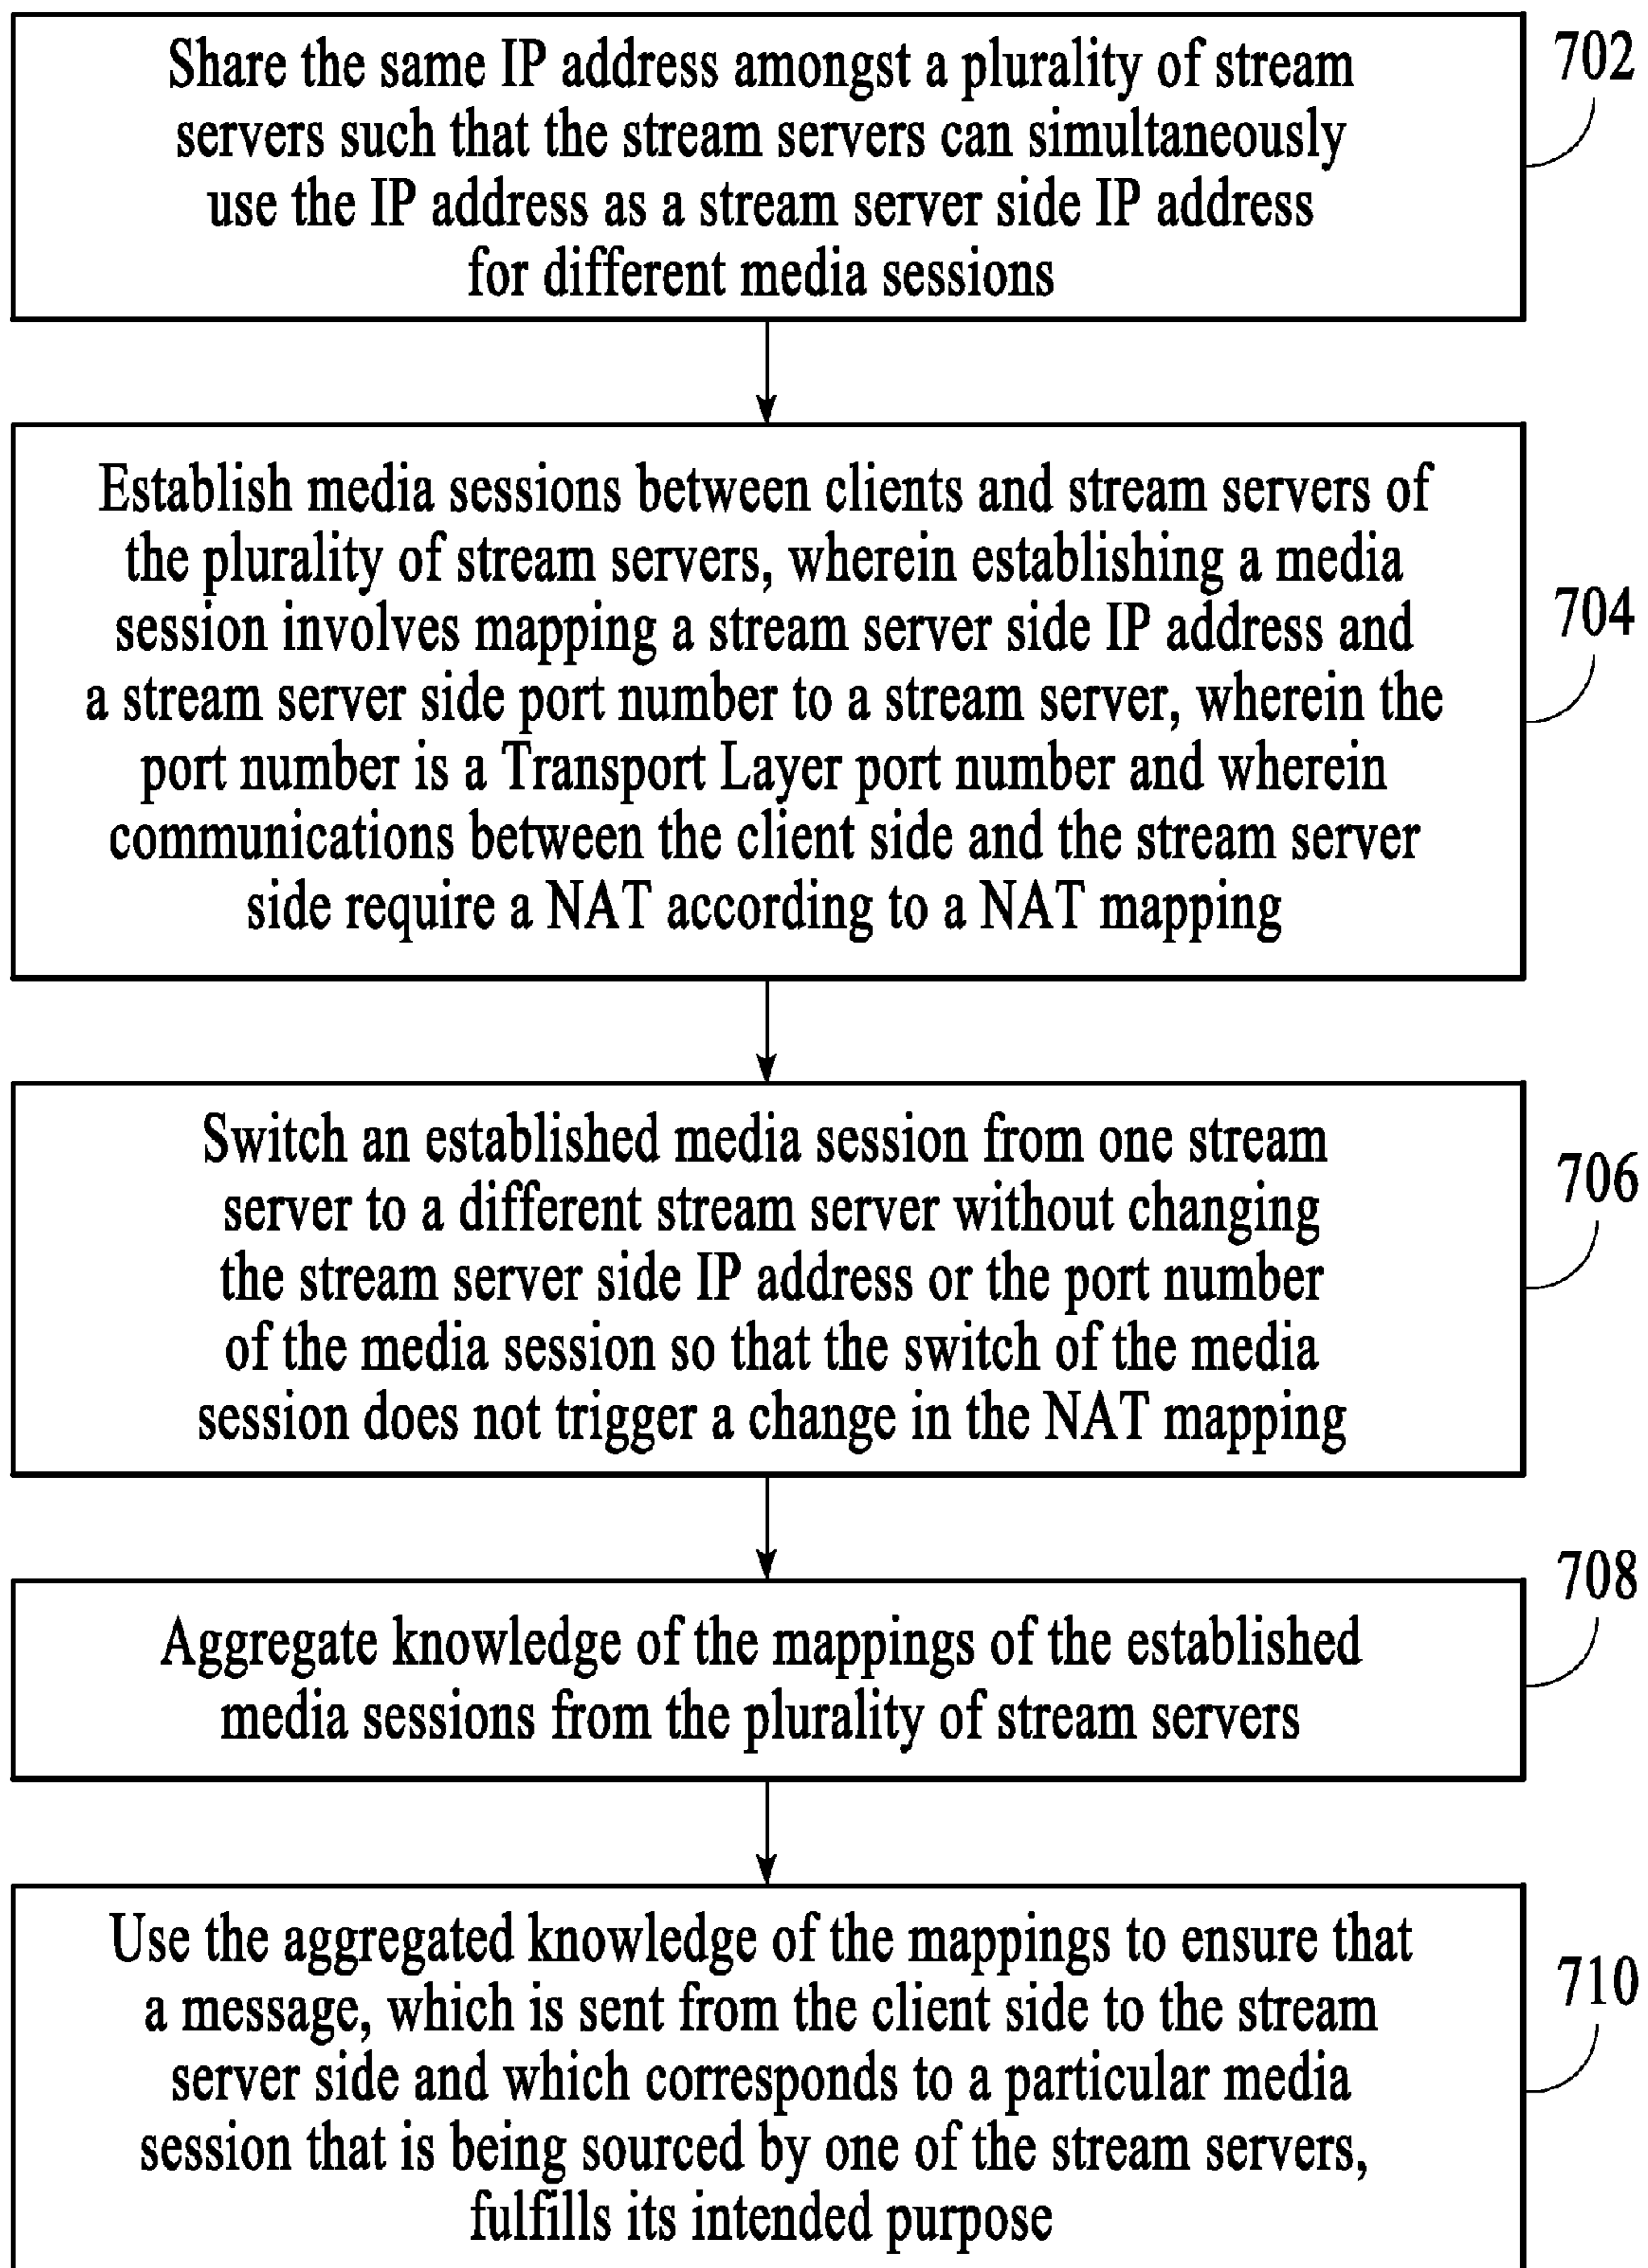 Share the same IP address amongst a plurality of stream
servers such that the stream servers can simultaneously
use the IP address as a stream server side IP address
for different media sessions
702
Establish media sessions between clients and stream servers of
the plurality of stream servers, wherein establishing a media
session involves mapping a stream server side IP address and
a stream server side port number to a stream server, wherein the
port number is a Transport Layer port number and wherein
communications between the client side and the stream server
side require a NAT according to a NAT mapping
704
Switch an established media session from one stream
server to a different stream server without changing
the stream server side IP address or the port number
of the media session so that the switch of the media
session does not trigger a change in the NAT mapping
706
Aggregate knowledge of the mappings of the established
media sessions from the plurality of stream servers
708
Use the aggregated knowledge of the mappings to ensure that
a message, which is sent from the client side to the stream
server side and which corresponds to a particular media
session that is being sourced by one of the stream servers,
fulfills its intended purpose
710